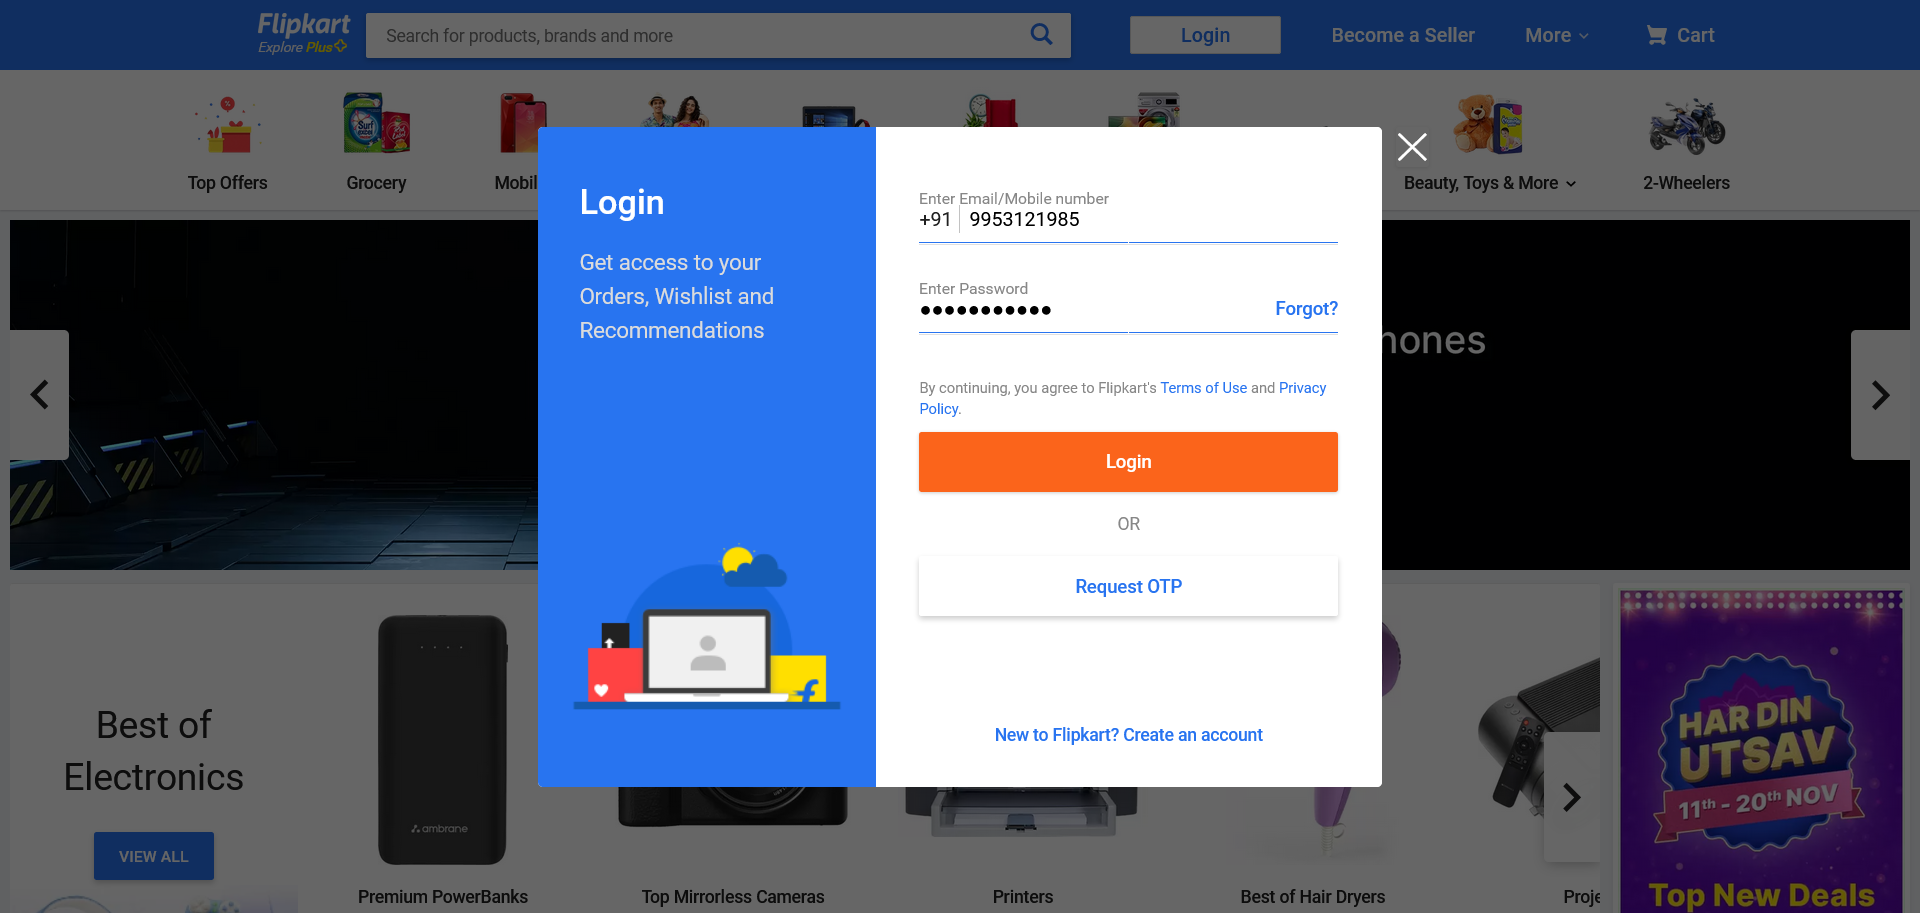 Flipkart
Explore Plus
Search for products, brands and more
Login
Become a Seller
More
Cart
Top Offers
Grocery
Beauty, Toys & More
2-Wheelers
Login
Get access to your
Orders, Wishlist and
Recommendations
Enter Email/Mobile number
+91 9953121985
Enter Password
Forgot?
By continuing, you agree to Flipkart's Terms of Use and Privacy
Policy.
Login
OR
Request OTP
New to Flipkart? Create an account
Best of
Electronics
VIEW ALL
ambrane
Premium PowerBanks
Top Mirrorless Cameras
Printers
Best of Hair Dryers
HAR DIN
UTSAV
11th - 20th NOV
Top New Deals